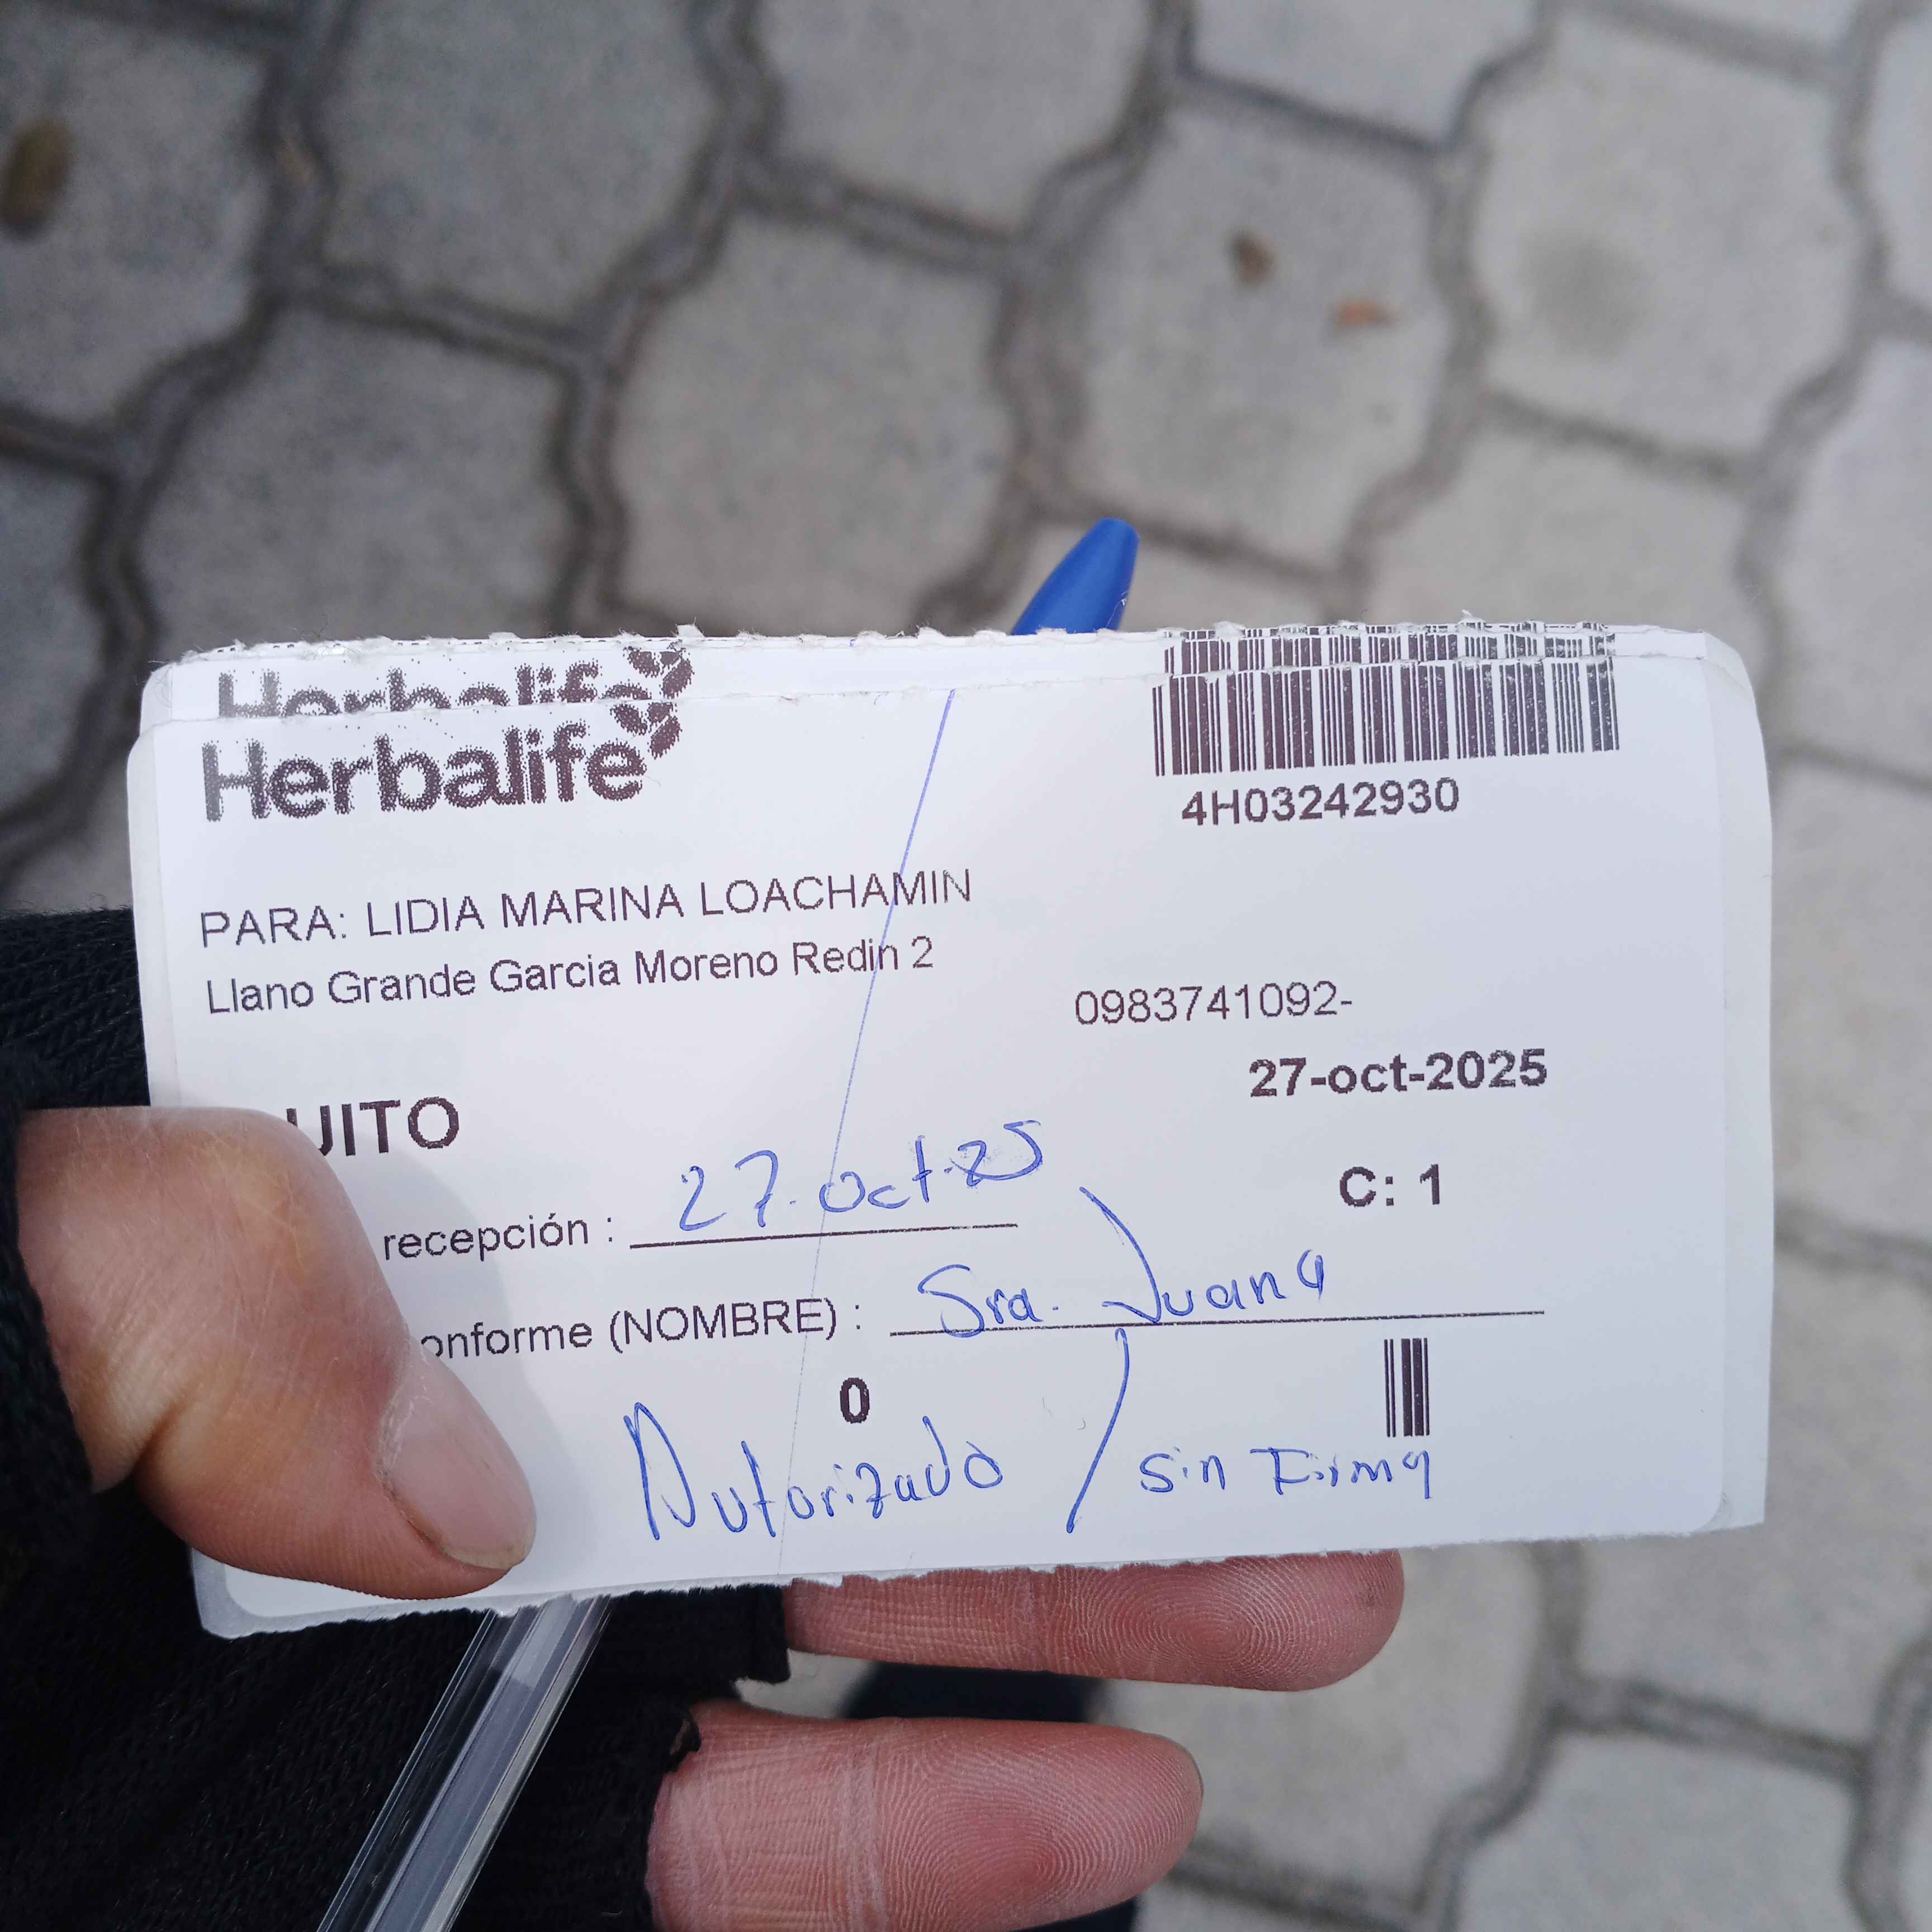 Herbalife
Herbalife
4H03242930
PARA: LIDIA MARINA LOACHAMIN
Llano Grande Garcia Moreno Redin 2
0983741092-
27-oct-2025
UITO
C: 1
recepción : 27-oct-25
onforme (NOMBRE) : Sra. Juana
0
Autorizado / sin Firma